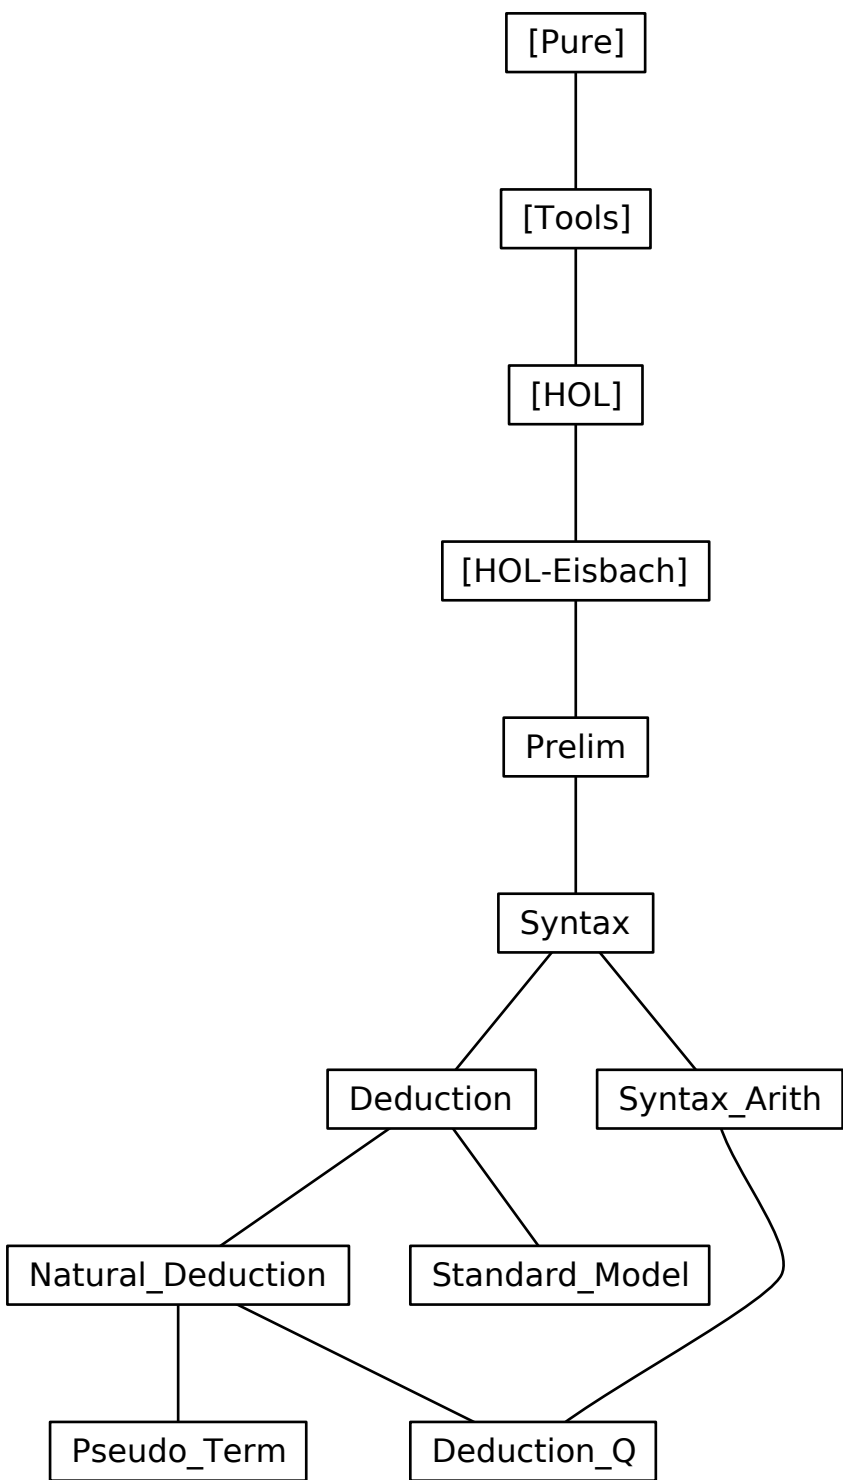 [Pure]
[Tools]
[HOL]
[HOL-Eisbach]
Prelim
Syntax
Deduction
Syntax_Arith
Natural_Deduction
Standard_Model
Pseudo_Term
Deduction_Q